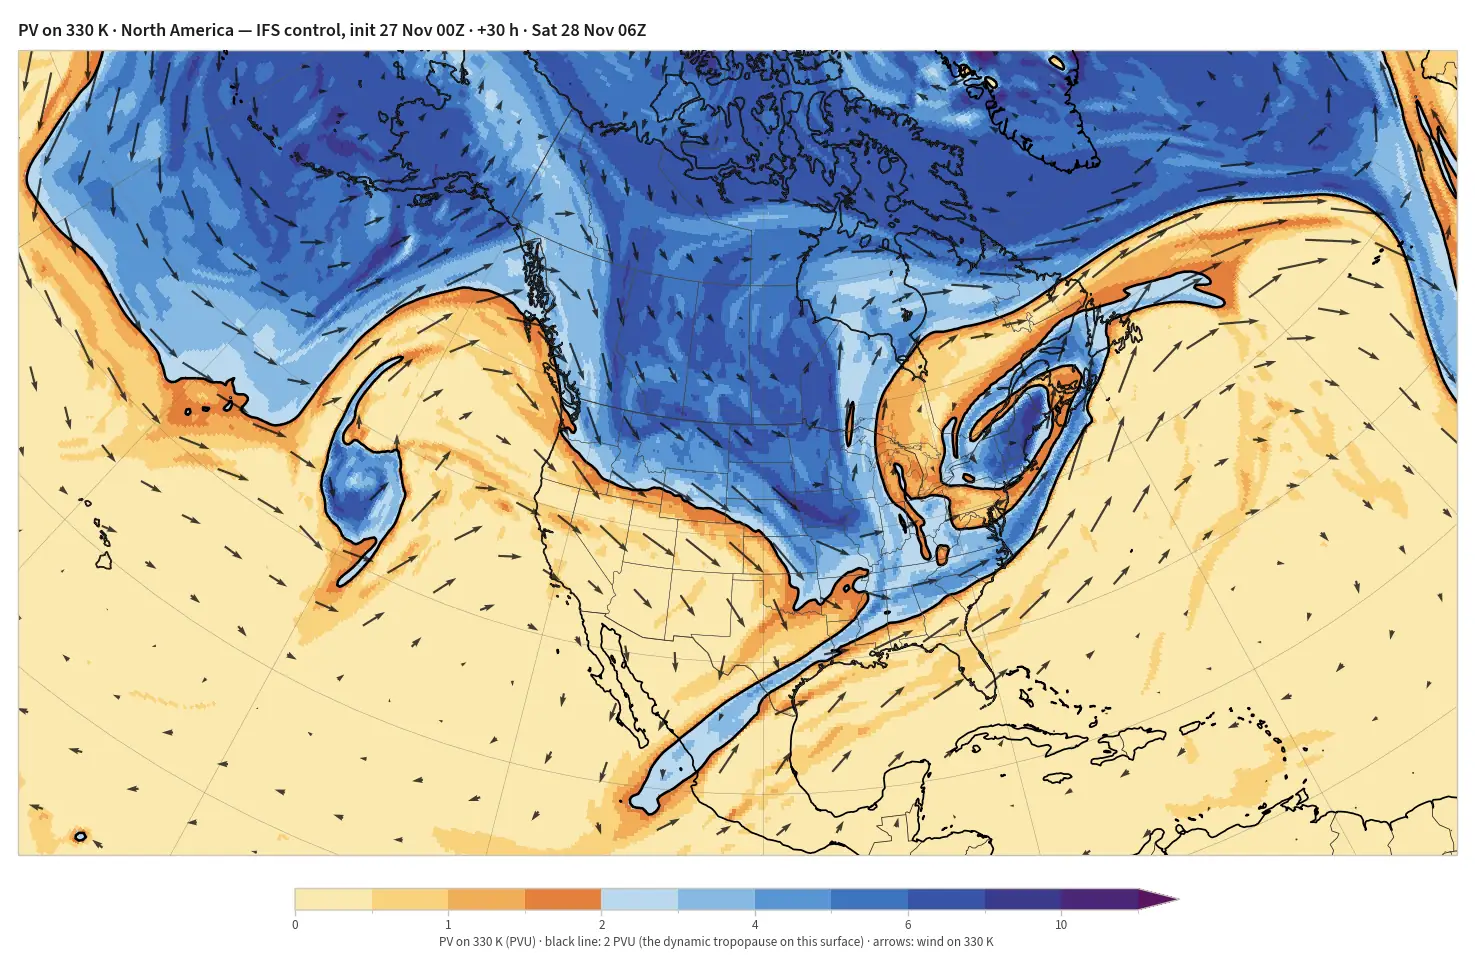 PV on 330 K · North America — IFS control, init 27 Nov 00Z · +30 h · Sat 28 Nov 06Z
0 1 2 4 6 10
PV on 330 K (PVU) · black line: 2 PVU (the dynamic tropopause on this surface) · arrows: wind on 330 K